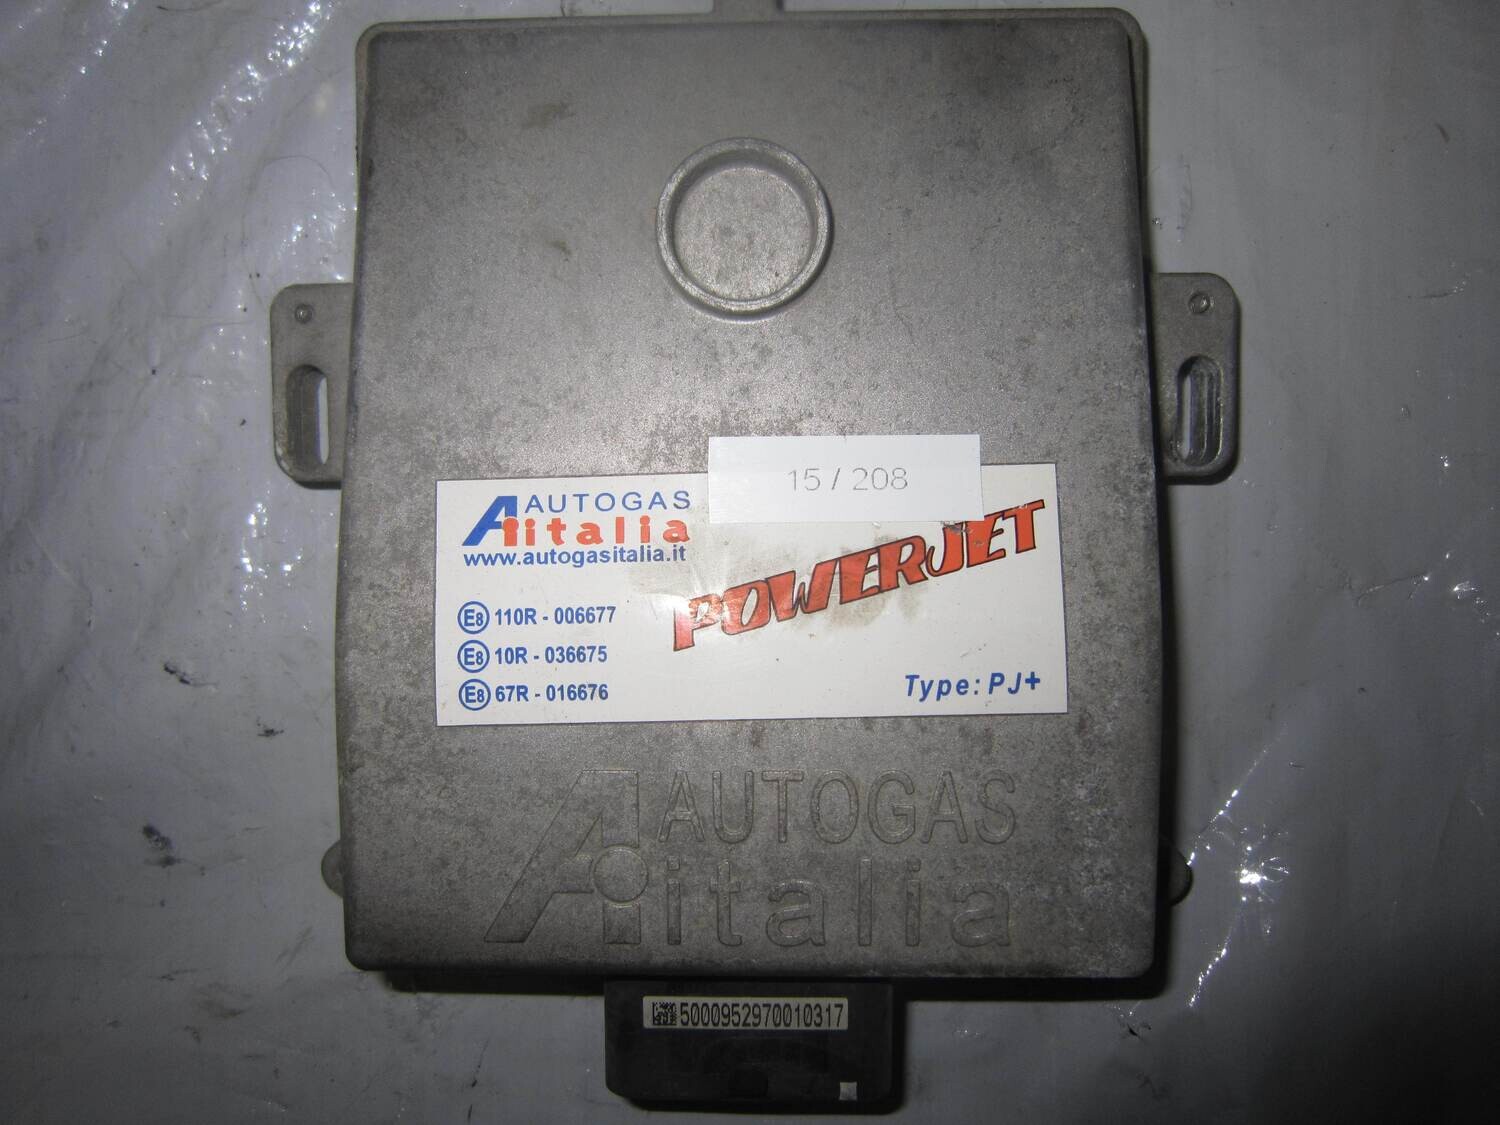 15 / 208
AUTOGAS
italia
www.autogasitalia.it
POWERJET
E8 110R - 006677
E8 10R - 036675
E8 67R - 016676
Type: PJ+
AUTOGAS
italia
5000952970010317